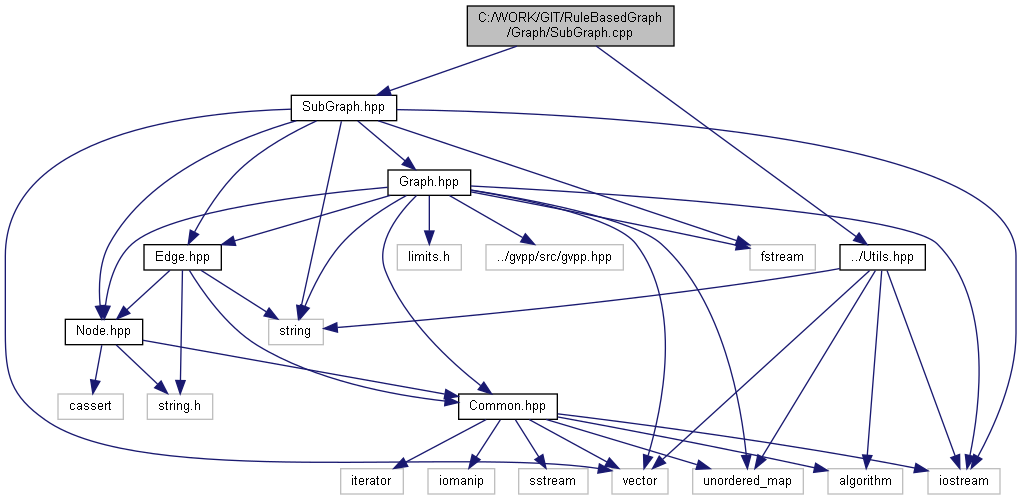 C:/WORK/GIT/RuleBasedGraph
/Graph/SubGraph.cpp
SubGraph.hpp
Graph.hpp
Edge.hpp
limits.h
../gvpp/src/gvpp.hpp
fstream
../Utils.hpp
Node.hpp
string
cassert
string.h
Common.hpp
iterator
iomanip
sstream
vector
unordered_map
algorithm
iostream